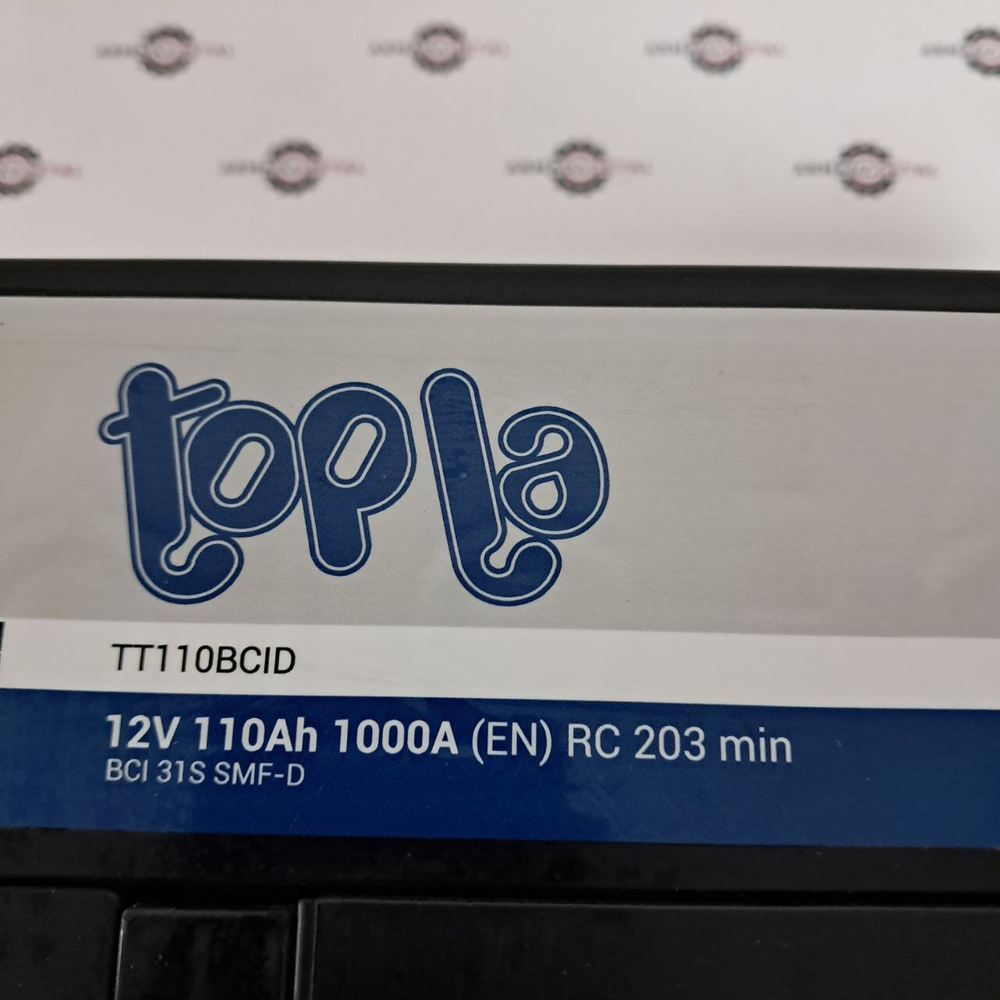 topla
TT110BCID
12V 110Ah 1000A (EN) RC 203 min
BCI 31S SMF-D